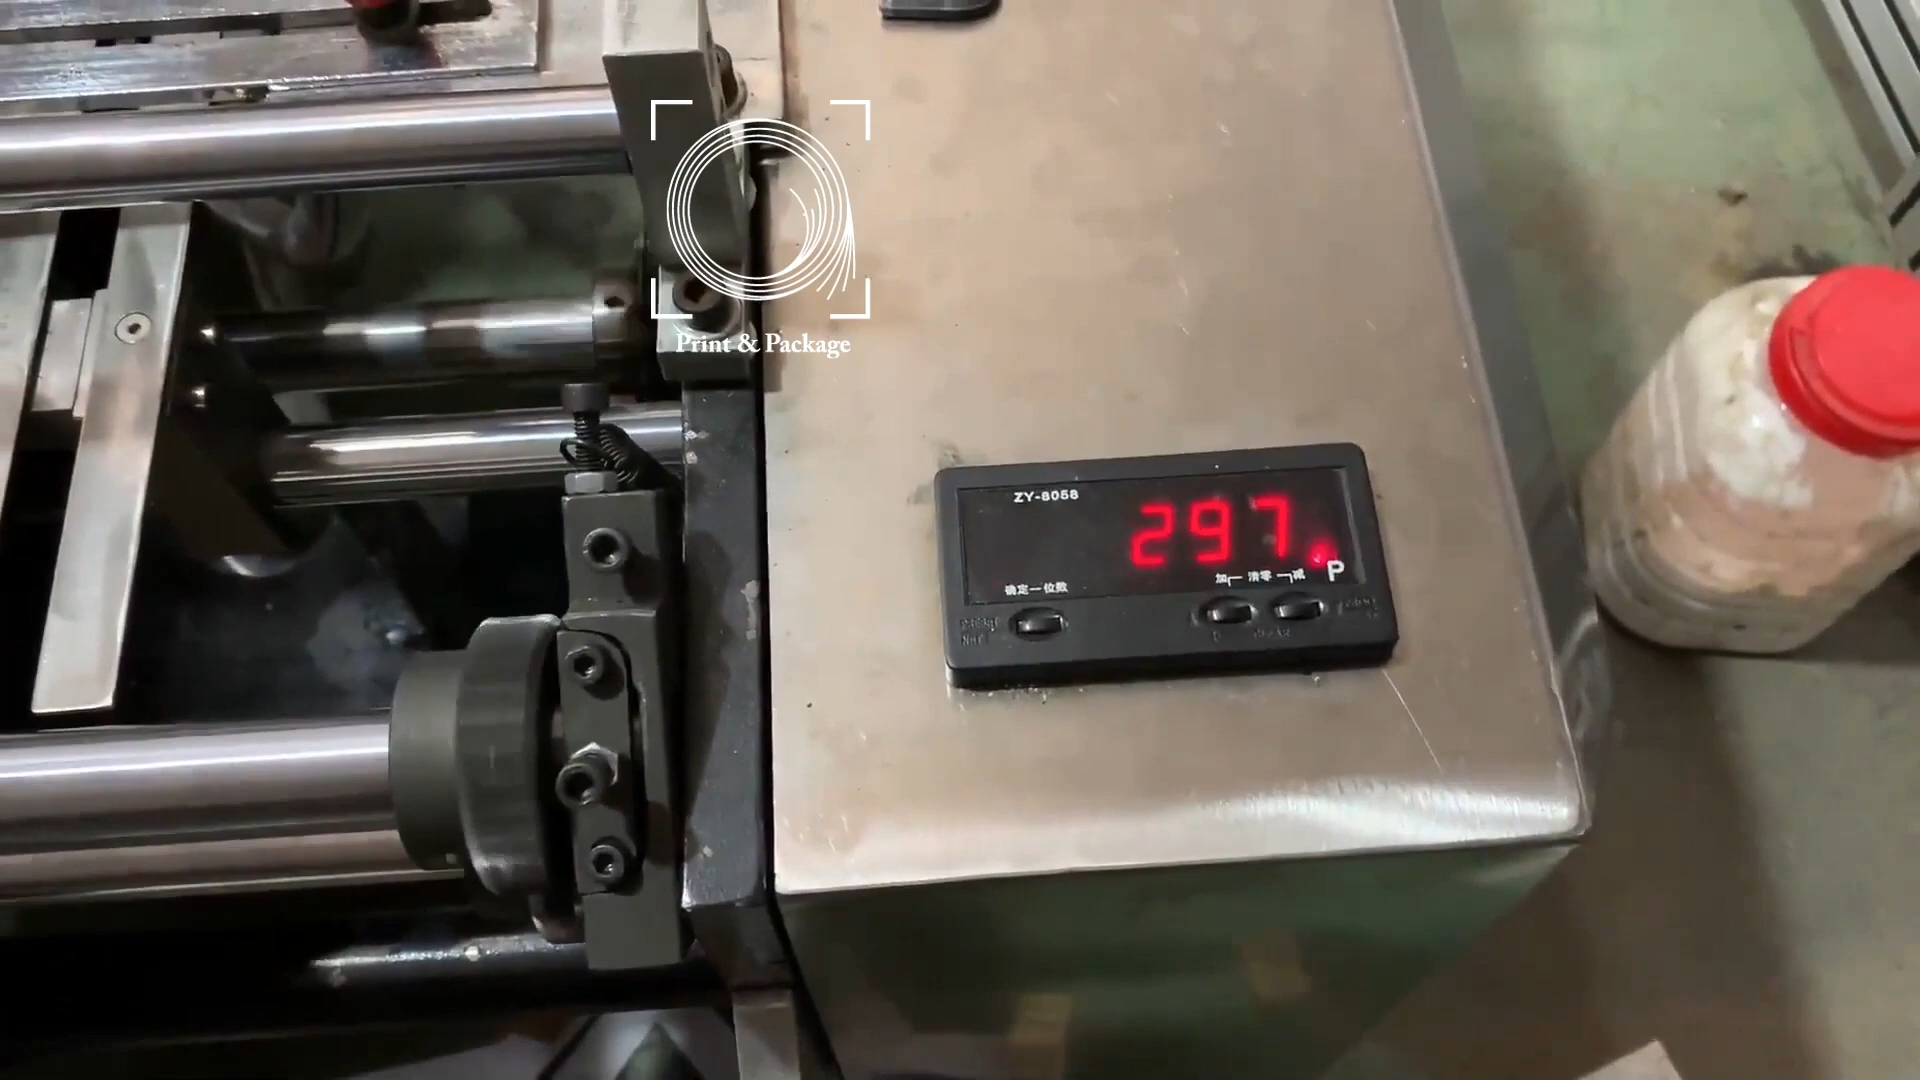 Print & Package
ZY-8058
297.
P
确定一位数
加 清零 减